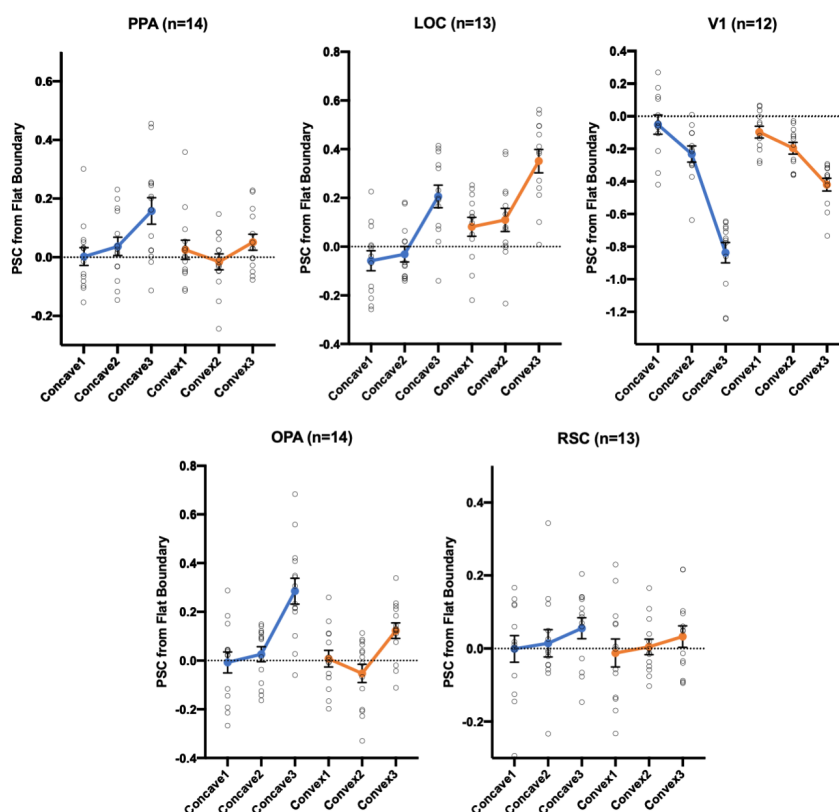 PPA (n=14)
PSC from Flat Boundary
0.6
0.4
0.2
0.0
-0.2
Concave1
Concave2
Concave3
Convex1
Convex2
Convex3
LOC (n=13)
PSC from Flat Boundary
0.8
0.6
0.4
0.2
0.0
-0.2
-0.4
Concave1
Concave2
Concave3
Convex1
Convex2
Convex3
V1 (n=12)
PSC from Flat Boundary
0.4
0.2
0.0
-0.2
-0.4
-0.6
-0.8
-1.0
-1.2
Concave1
Concave2
Concave3
Convex1
Convex2
Convex3
OPA (n=14)
PSC from Flat Boundary
0.8
0.6
0.4
0.2
0.0
-0.2
-0.4
Concave1
Concave2
Concave3
Convex1
Convex2
Convex3
RSC (n=13)
PSC from Flat Boundary
0.4
0.2
0.0
-0.2
Concave1
Concave2
Concave3
Convex1
Convex2
Convex3